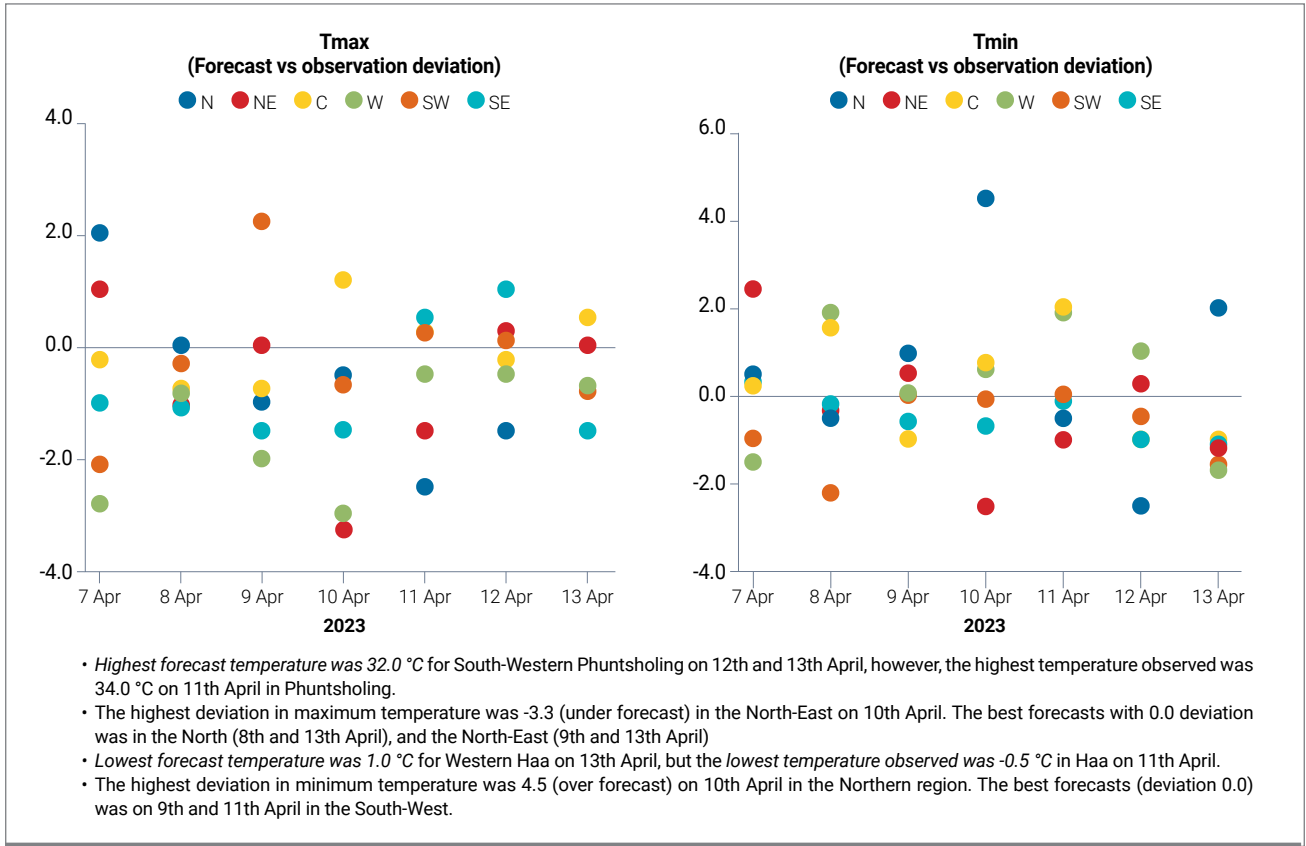 Tmax
(Forecast vs observation deviation)
N NE C W SW SE
4.0
2.0
0.0
-2.0
-4.0
7 Apr 8 Apr 9 Apr 10 Apr 11 Apr 12 Apr 13 Apr
2023
Tmin
(Forecast vs observation deviation)
N NE C W SW SE
6.0
4.0
2.0
0.0
-2.0
-4.0
7 Apr 8 Apr 9 Apr 10 Apr 11 Apr 12 Apr 13 Apr
2023
• Highest forecast temperature was 32.0 °C for South-Western Phuntsholing on 12th and 13th April, however, the highest temperature observed was
34.0 °C on 11th April in Phuntsholing.
• The highest deviation in maximum temperature was -3.3 (under forecast) in the North-East on 10th April. The best forecasts with 0.0 deviation
was in the North (8th and 13th April), and the North-East (9th and 13th April)
• Lowest forecast temperature was 1.0 °C for Western Haa on 13th April, but the lowest temperature observed was -0.5 °C in Haa on 11th April.
• The highest deviation in minimum temperature was 4.5 (over forecast) on 10th April in the Northern region. The best forecasts (deviation 0.0)
was on 9th and 11th April in the South-West.